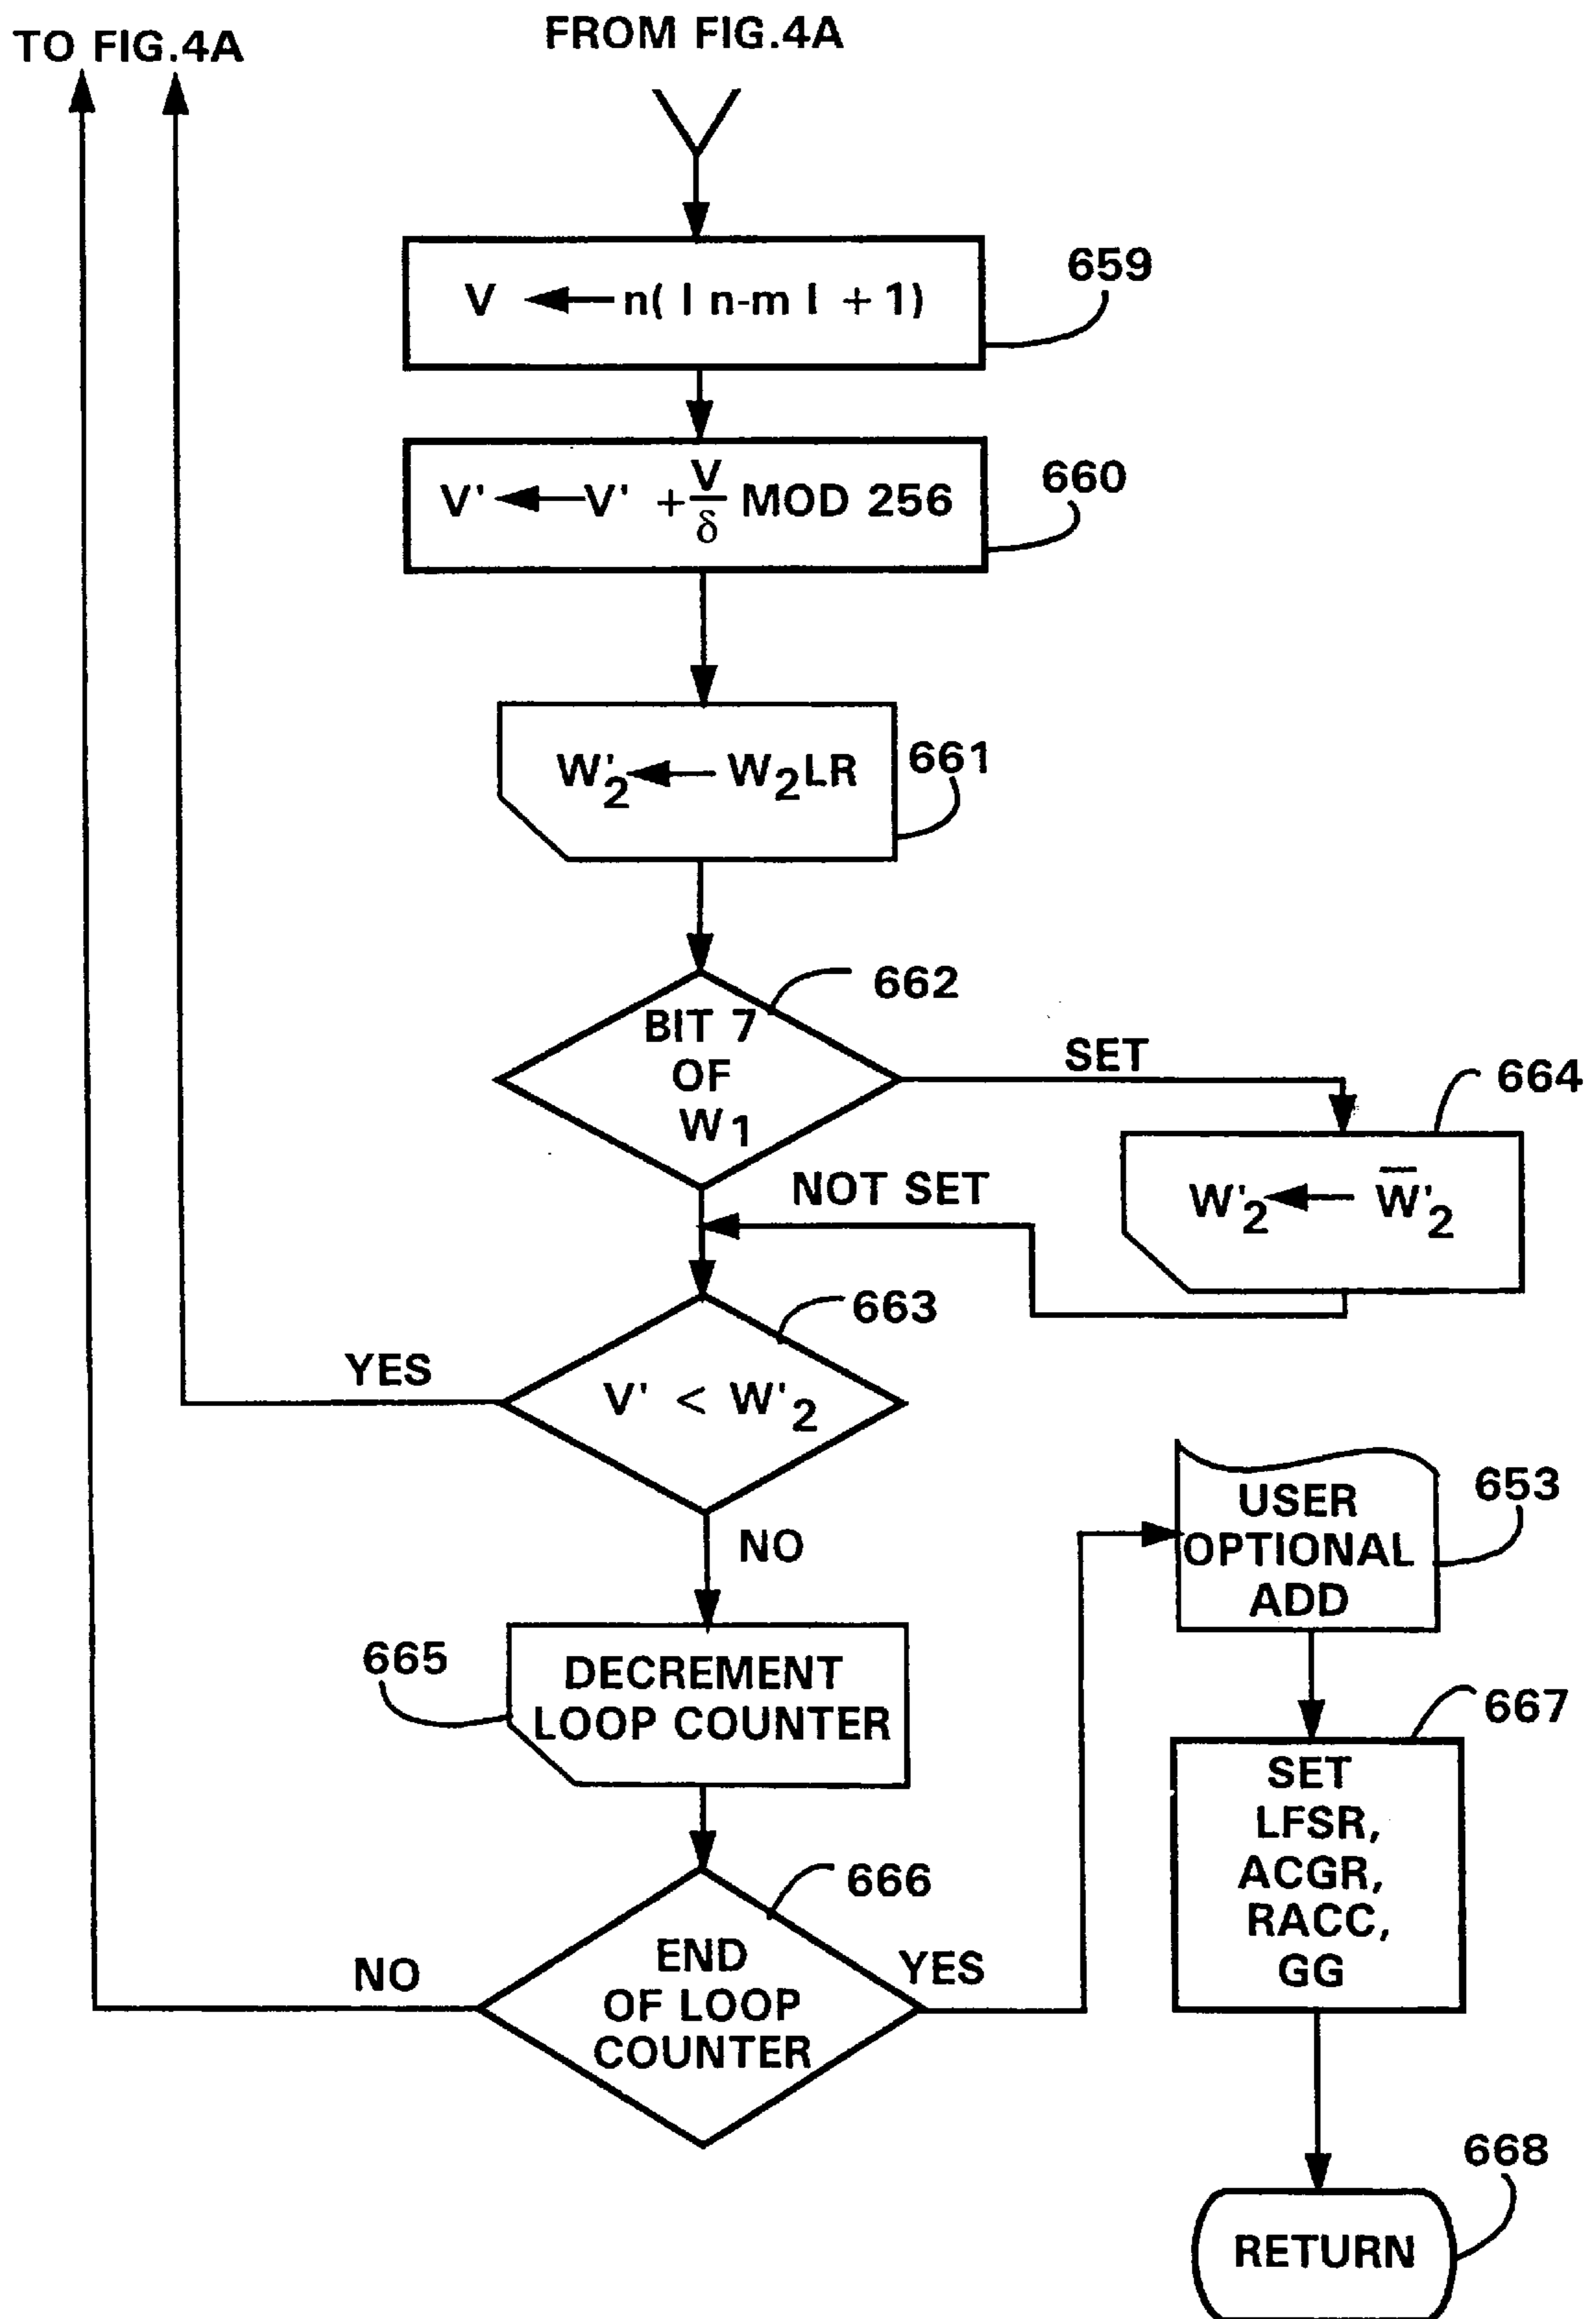 TO FIG.4A
FROM FIG.4A
V ← n( | n-m | + 1)
659
V' ← V' + V/δ MOD 256
660
W'2 ← W2LR
661
662
BIT 7
OF
W1
SET
664
W'2 ← W̅'2
NOT SET
663
YES
V' < W'2
NO
653
USER
OPTIONAL
ADD
665
DECREMENT
LOOP COUNTER
667
SET
LFSR,
ACGR,
RACC,
GG
666
NO
END
OF LOOP
COUNTER
YES
668
RETURN